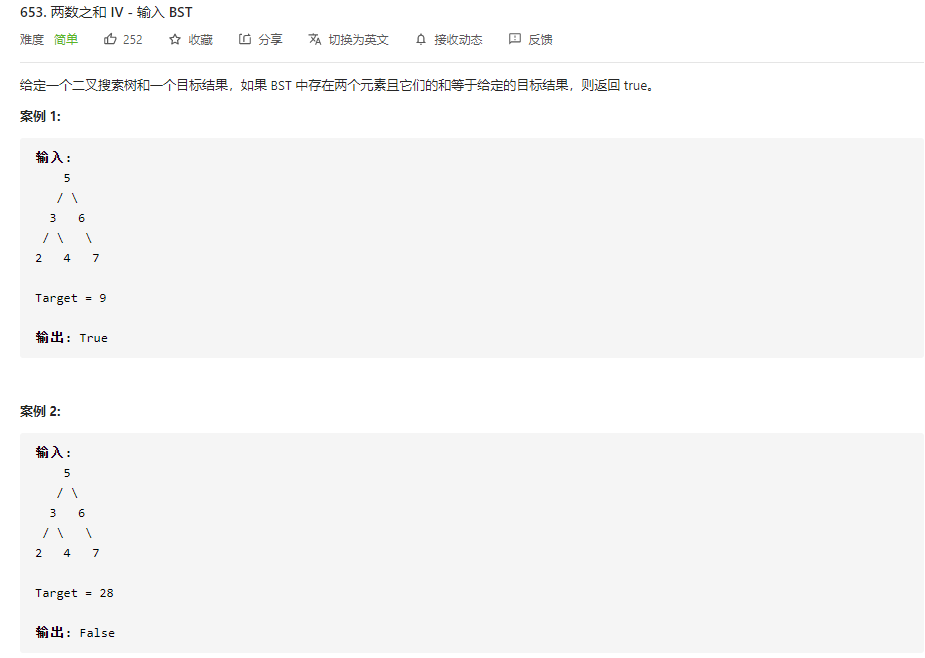 653. 两数之和 IV - 输入 BST
难度 简单 252 收藏 分享 切换为英文 接收动态 反馈
给定一个二叉搜索树和一个目标结果，如果 BST 中存在两个元素且它们的和等于给定的目标结果，则返回 true。
案例 1:
输入:
    5
   / \
  3   6
 / \   \
2   4   7
Target = 9
输出: True
案例 2:
输入:
    5
   / \
  3   6
 / \   \
2   4   7
Target = 28
输出: False